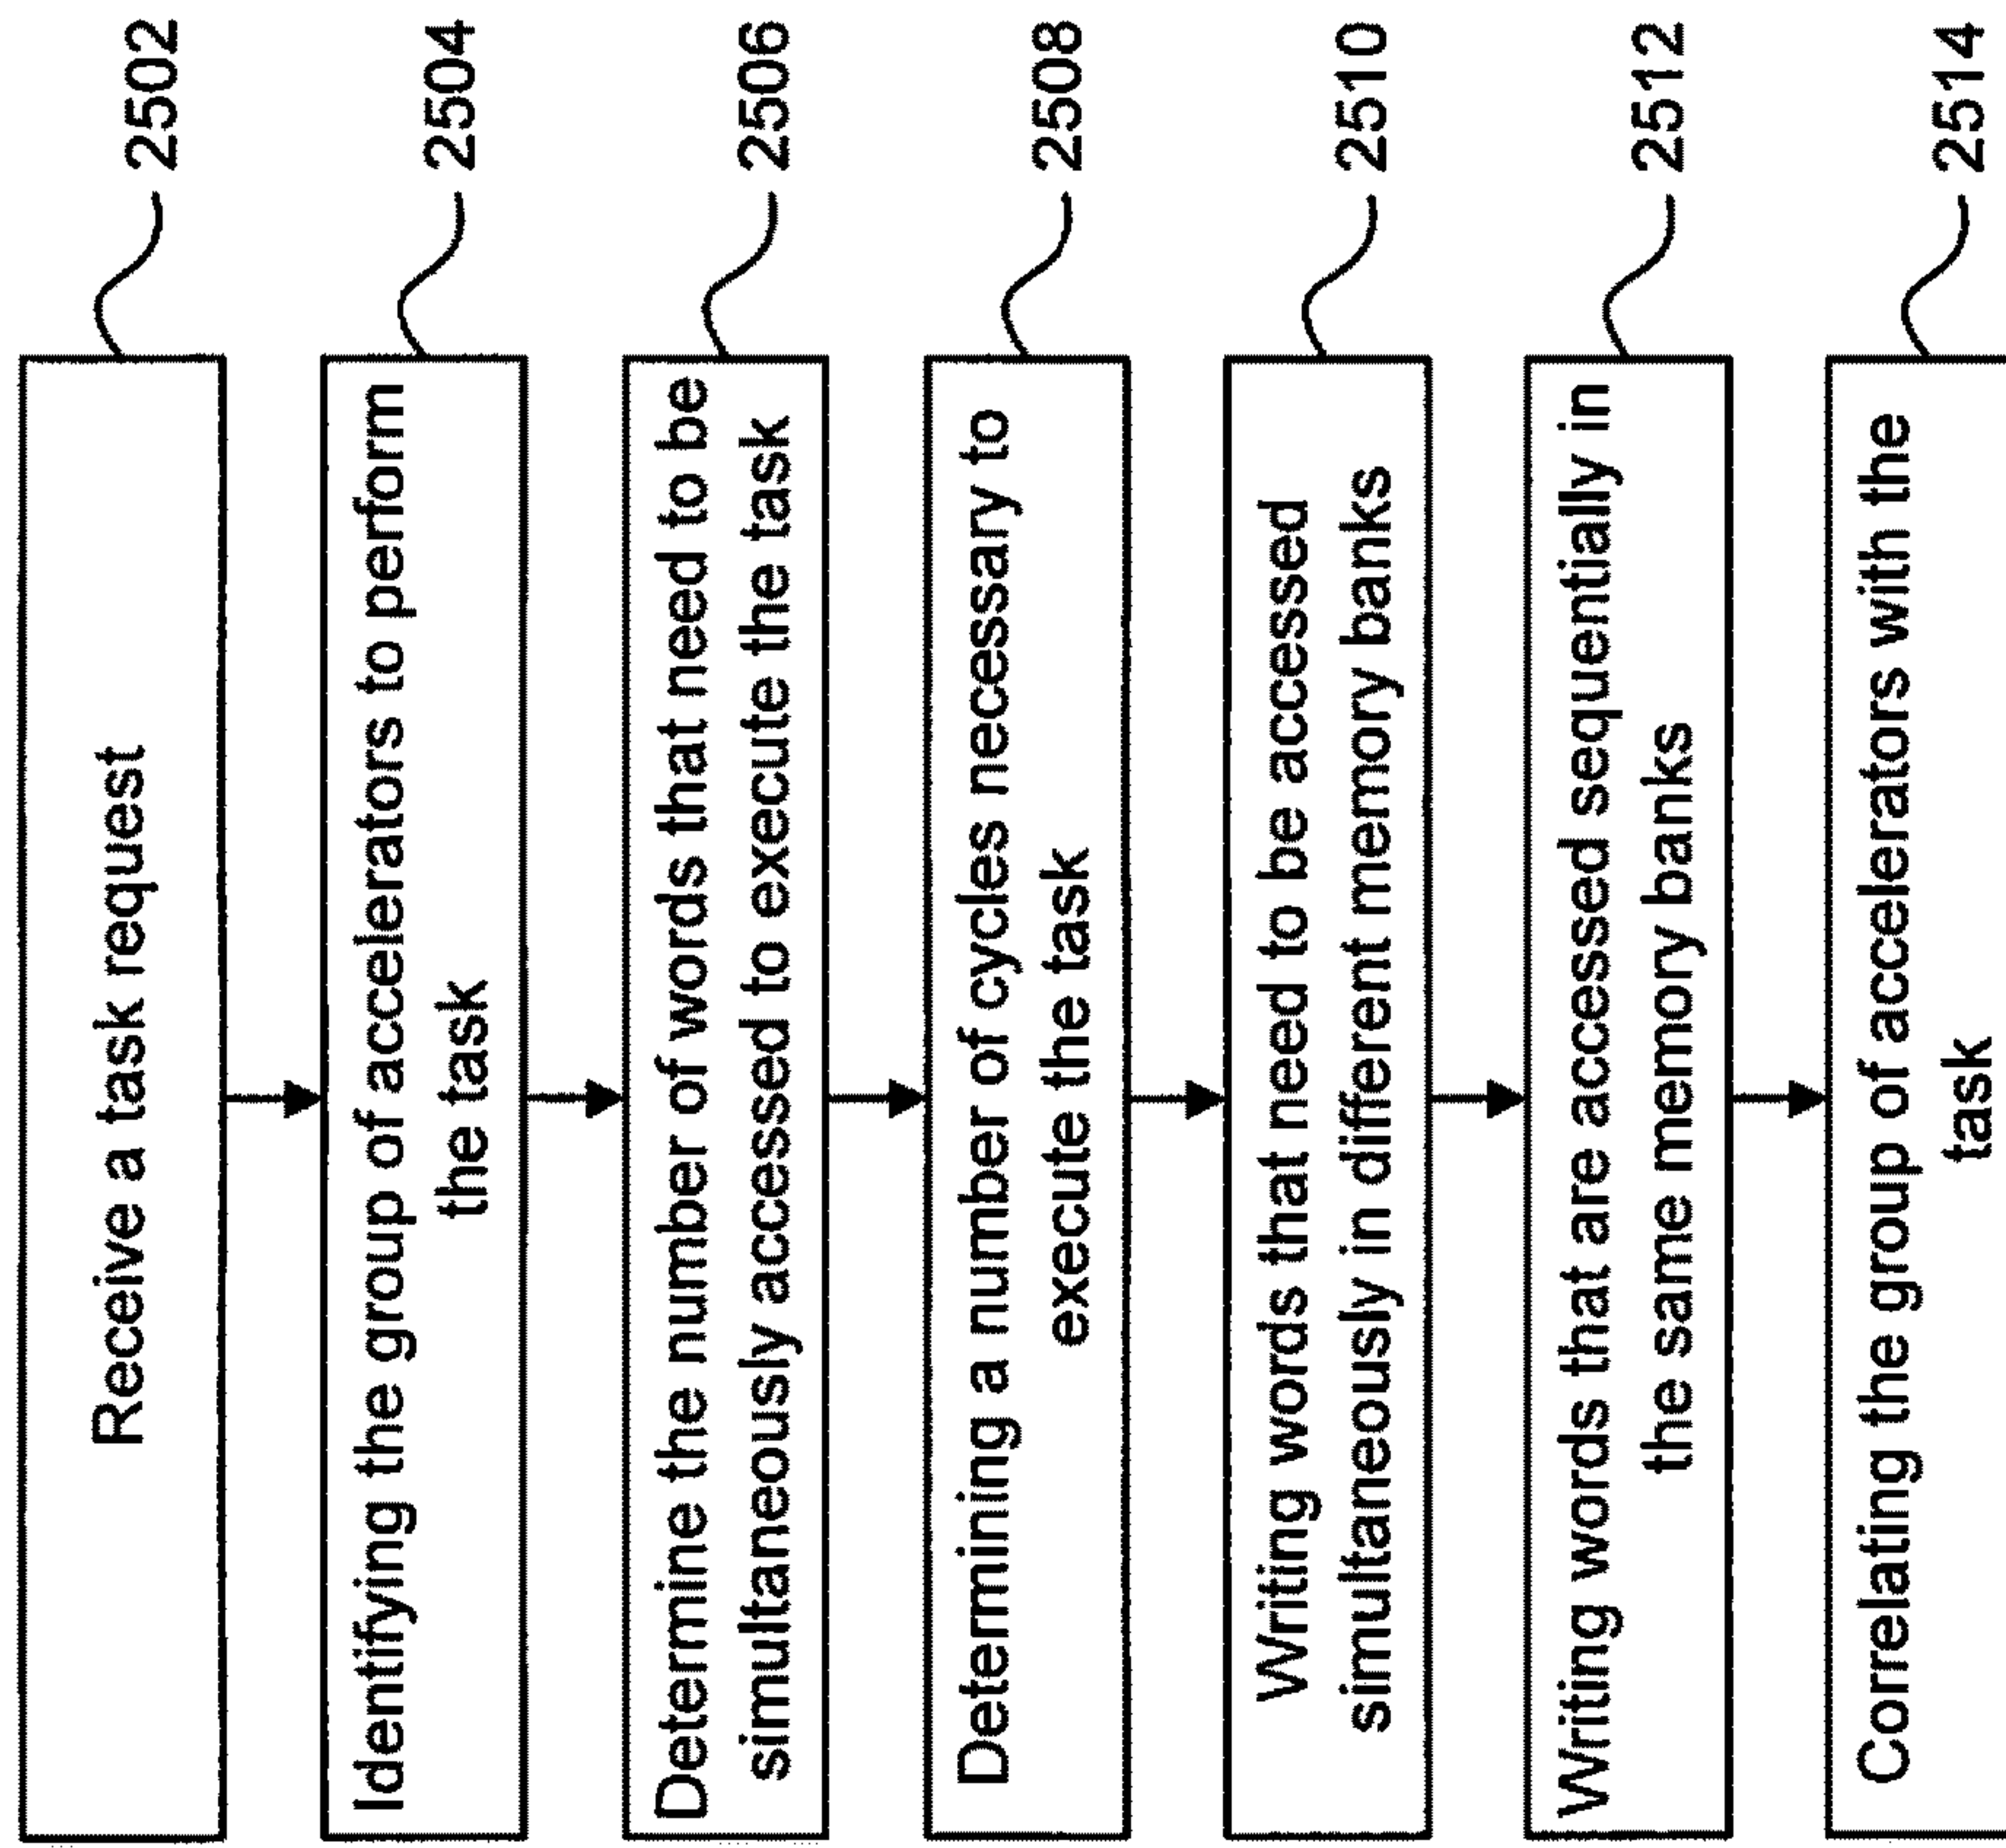 Receive a task request
2502
Identifying the group of accelerators to perform
the task
2504
Determine the number of words that need to be
simultaneously accessed to execute the task
2506
Determining a number of cycles necessary to
execute the task
2508
Writing words that need to be accessed
simultaneously in different memory banks
2510
Writing words that are accessed sequentially in
the same memory banks
2512
Correlating the group of accelerators with the
task
2514